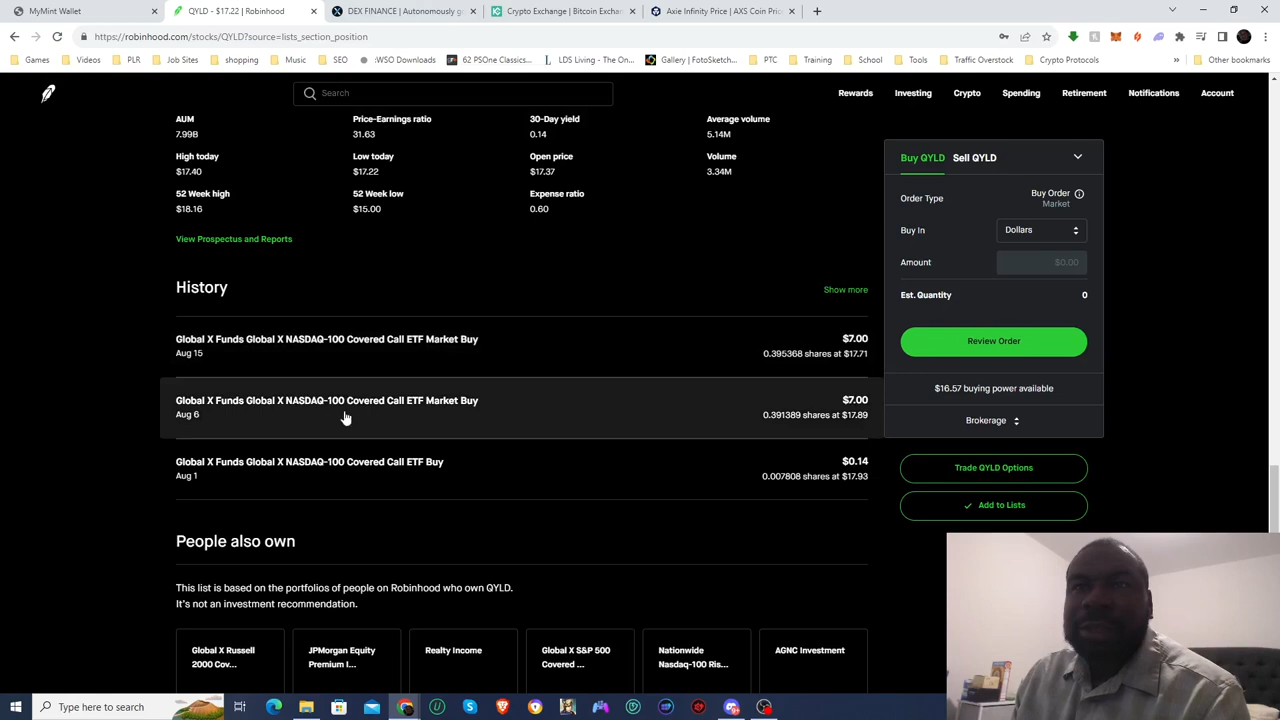 MyMint Wallet
QYLD - $17.22 | Robinhood
DEX FINANCE | Autonomously g
Crypto Exchange | Bitcoin Exchan
Axie Infinity Price | AXS Coin Pric
https://robinhood.com/stocks/QYLD?source=lists_section_position
Games
Videos
PLR
Job Sites
shopping
Music
SEO
:WSO Downloads
62 PSOne Classics...
LDS Living - The On...
Gallery | FotoSketch...
PTC
Training
School
Tools
Traffic Overstock
Crypto Protocols
»
Other bookmarks
Search
Rewards
Investing
Crypto
Spending
Retirement
Notifications
Account
AUM
Price-Earnings ratio
30-Day yield
Average volume
7.99B
31.63
0.14
5.14M
High today
Low today
Open price
Volume
$17.40
$17.22
$17.37
3.34M
52 Week high
52 Week low
Expense ratio
$18.16
$15.00
0.60
View Prospectus and Reports
History
Show more
Global X Funds Global X NASDAQ-100 Covered Call ETF Market Buy
$7.00
Aug 15
0.395368 shares at $17.71
Global X Funds Global X NASDAQ-100 Covered Call ETF Market Buy
$7.00
Aug 6
0.391389 shares at $17.89
Global X Funds Global X NASDAQ-100 Covered Call ETF Buy
$0.14
Aug 1
0.007808 shares at $17.93
People also own
This list is based on the portfolios of people on Robinhood who own QYLD.
It's not an investment recommendation.
Global X Russell
2000 Cov...
JPMorgan Equity
Premium I...
Realty Income
Global X S&P 500
Covered ...
Nationwide
Nasdaq-100 Ris...
AGNC Investment
Buy QYLD
Sell QYLD
Order Type
Buy Order
Market
Buy In
Dollars
Amount
$0.00
Est. Quantity
0
Review Order
$16.57 buying power available
Brokerage
Trade QYLD Options
Add to Lists
Type here to search